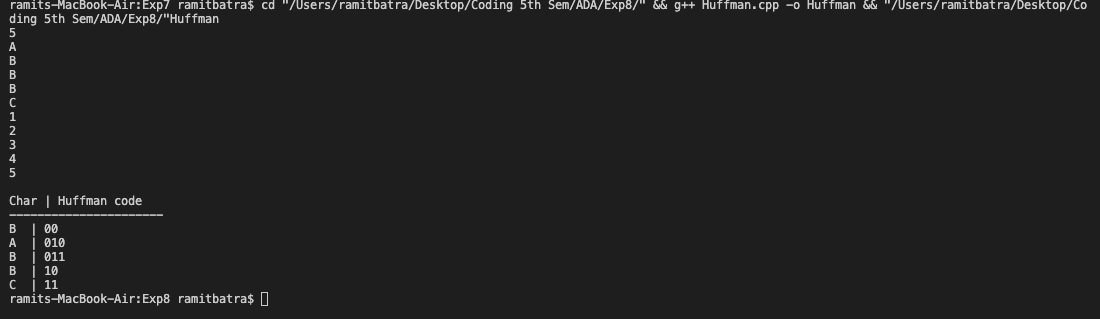 ramits-MacBook-Air:Exp7 ramitbatra$ cd "/Users/ramitbatra/Desktop/Coding 5th Sem/ADA/Exp8/" && g++ Huffman.cpp -o Huffman && "/Users/ramitbatra/Desktop/Co
ding 5th Sem/ADA/Exp8/"Huffman
5
A
B
B
B
C
1
2
3
4
5
Char | Huffman code
----------------------
B  | 00
A  | 010
B  | 011
B  | 10
C  | 11
ramits-MacBook-Air:Exp8 ramitbatra$